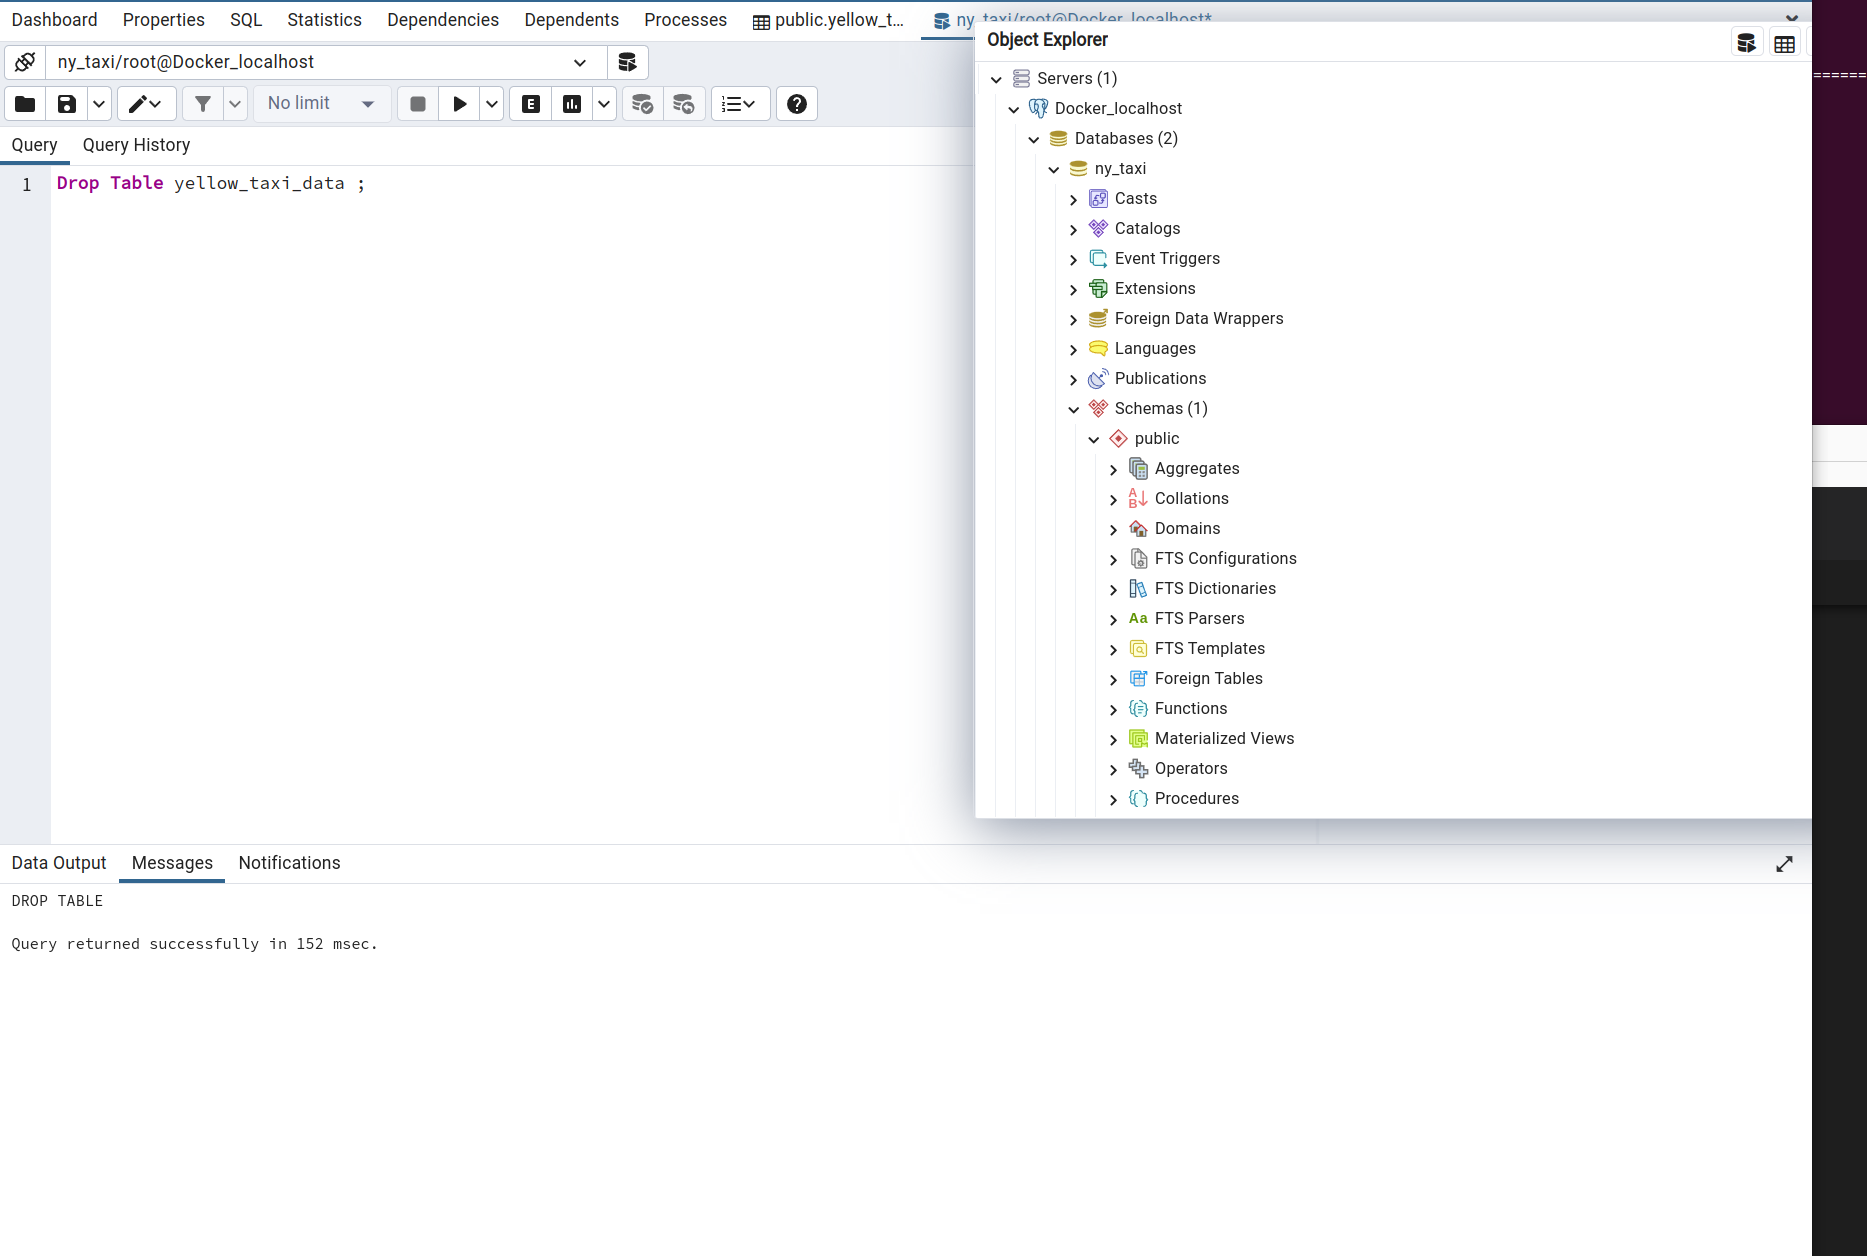 Dashboard Properties SQL Statistics Dependencies Dependents Processes public.yellow_t... ny_taxi/root@Docker_localhost*
ny_taxi/root@Docker_localhost
No limit
E
Query Query History
1 Drop Table yellow_taxi_data ;
Object Explorer
Servers (1)
Docker_localhost
Databases (2)
ny_taxi
Casts
Catalogs
Event Triggers
Extensions
Foreign Data Wrappers
Languages
Publications
Schemas (1)
public
Aggregates
Collations
Domains
FTS Configurations
FTS Dictionaries
Aa FTS Parsers
FTS Templates
Foreign Tables
Functions
Materialized Views
Operators
Procedures
======
Data Output Messages Notifications
DROP TABLE
Query returned successfully in 152 msec.